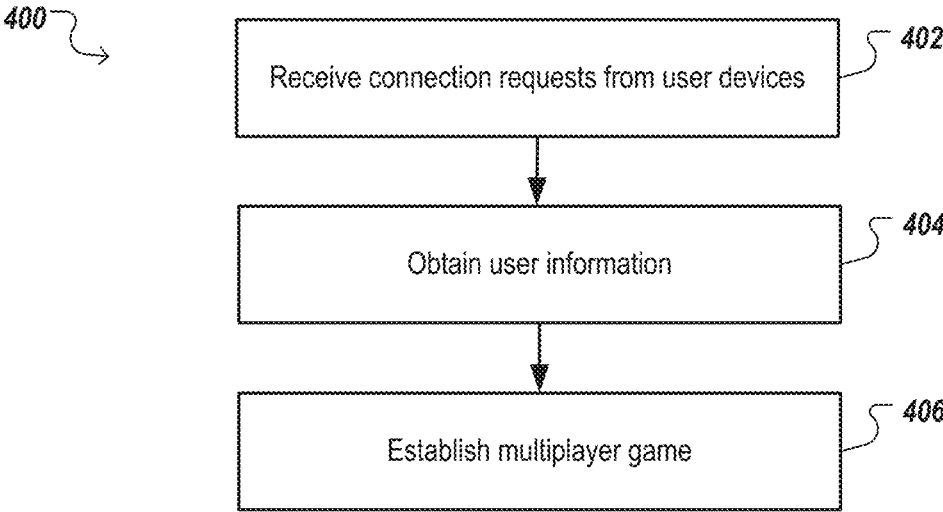 400
402
Receive connection requests from user devices
404
Obtain user information
406
Establish multiplayer game